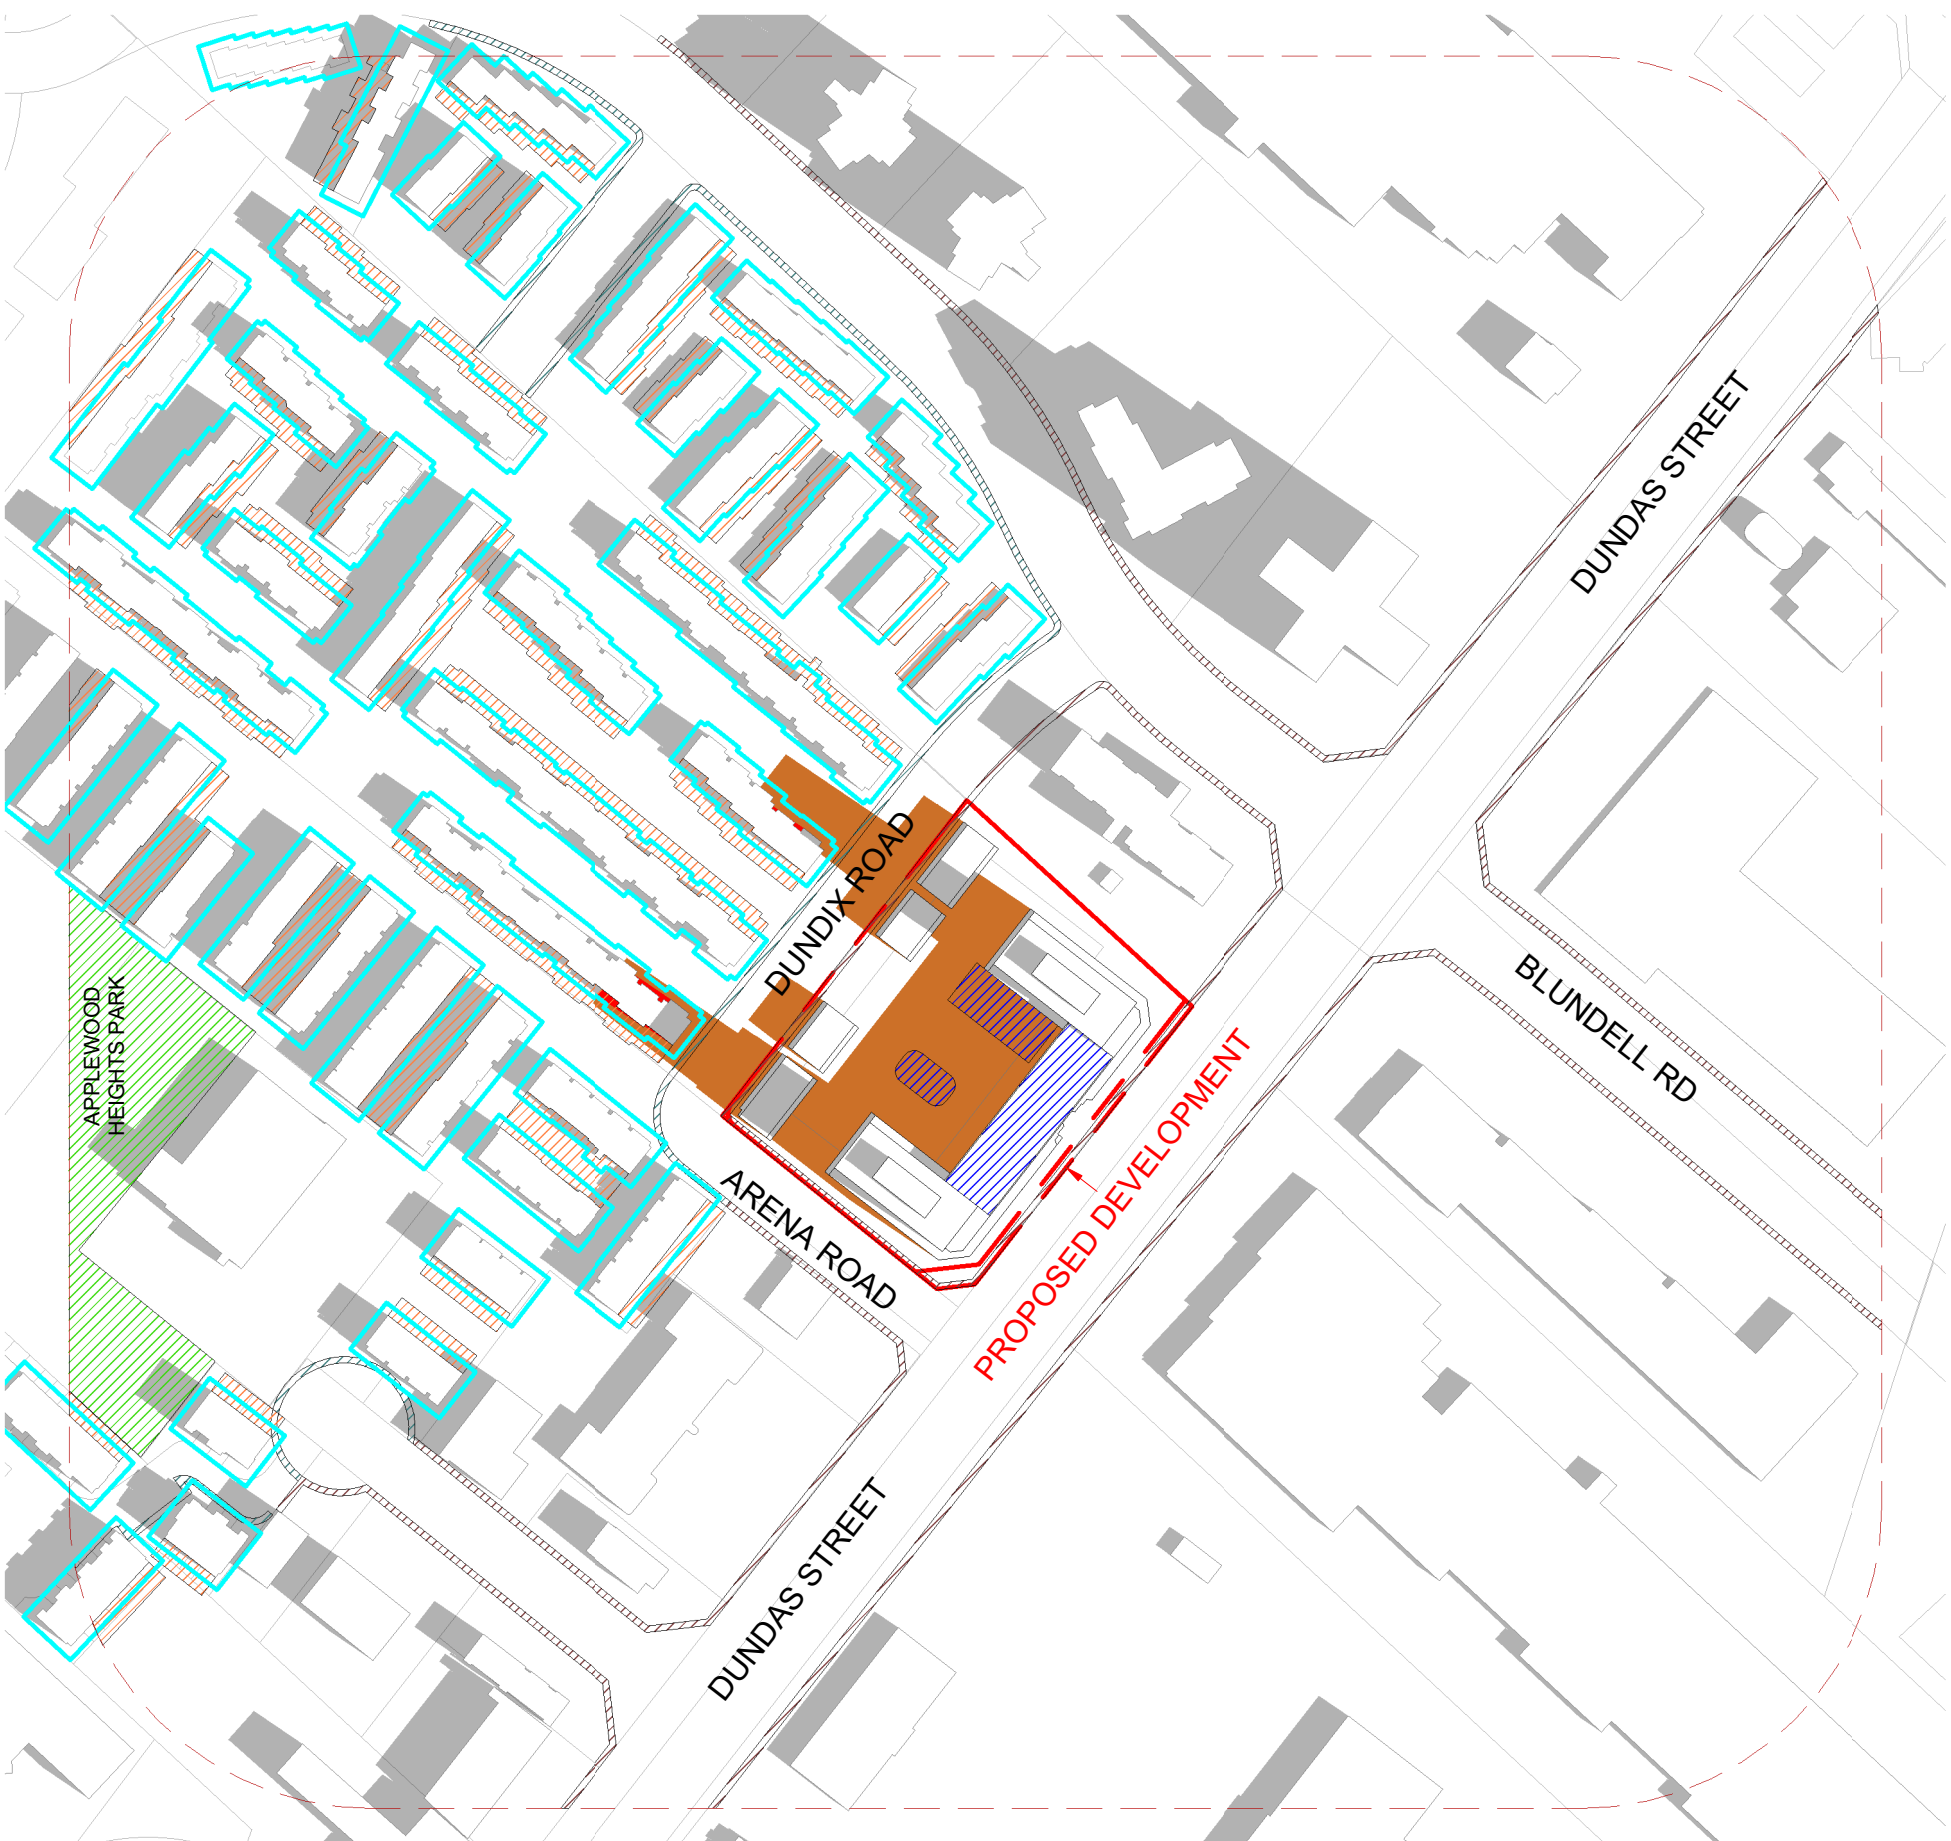 DUNDAS STREET
DUNDIX ROAD
BLUNDELL RD
APPLEWOOD
HEIGHTS PARK
PROPOSED DEVELOPMENT
ARENA ROAD
DUNDAS STREET